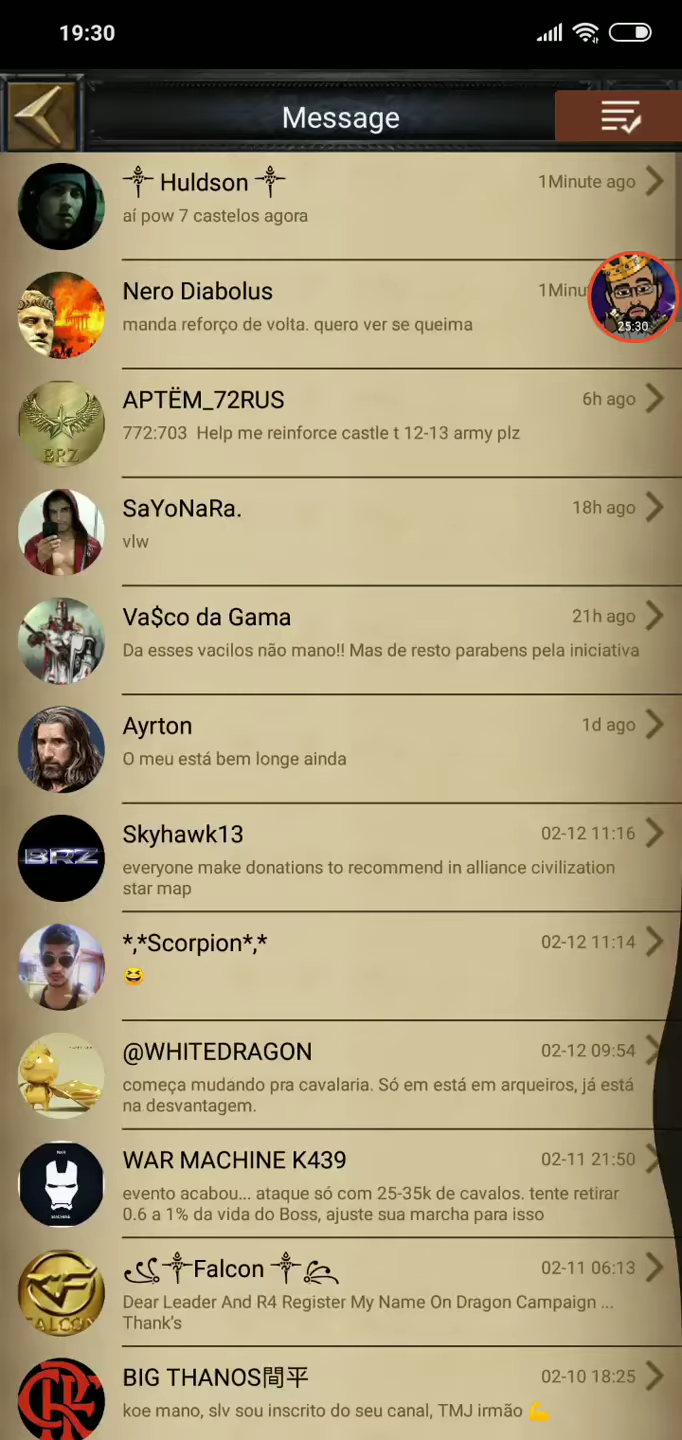 19:30
Message
Huldson
1Minute ago
aí pow 7 castelos agora
Nero Diabolus
1Minu
25:30
manda reforço de volta. quero ver se queima
APTËM_72RUS
6h ago
772:703  Help me reinforce castle t 12-13 army plz
BRZ
SaYoNaRa.
18h ago
vlw
Va$co da Gama
21h ago
Da esses vacilos não mano!! Mas de resto parabens pela iniciativa
Ayrton
1d ago
O meu está bem longe ainda
Skyhawk13
02-12 11:16
BRZ
everyone make donations to recommend in alliance civilization
star map
*,*Scorpion*,*
02-12 11:14
😆
@WHITEDRAGON
02-12 09:54
começa mudando pra cavalaria. Só em está em arqueiros, já está
na desvantagem.
WAR MACHINE K439
02-11 21:50
evento acabou... ataque só com 25-35k de cavalos. tente retirar
0.6 a 1% da vida do Boss, ajuste sua marcha para isso
Falcon
02-11 06:13
Dear Leader And R4 Register My Name On Dragon Campaign ...
Thank's
FALCON
BIG THANOS間平
02-10 18:25
koe mano, slv sou inscrito do seu canal, TMJ irmão 💪